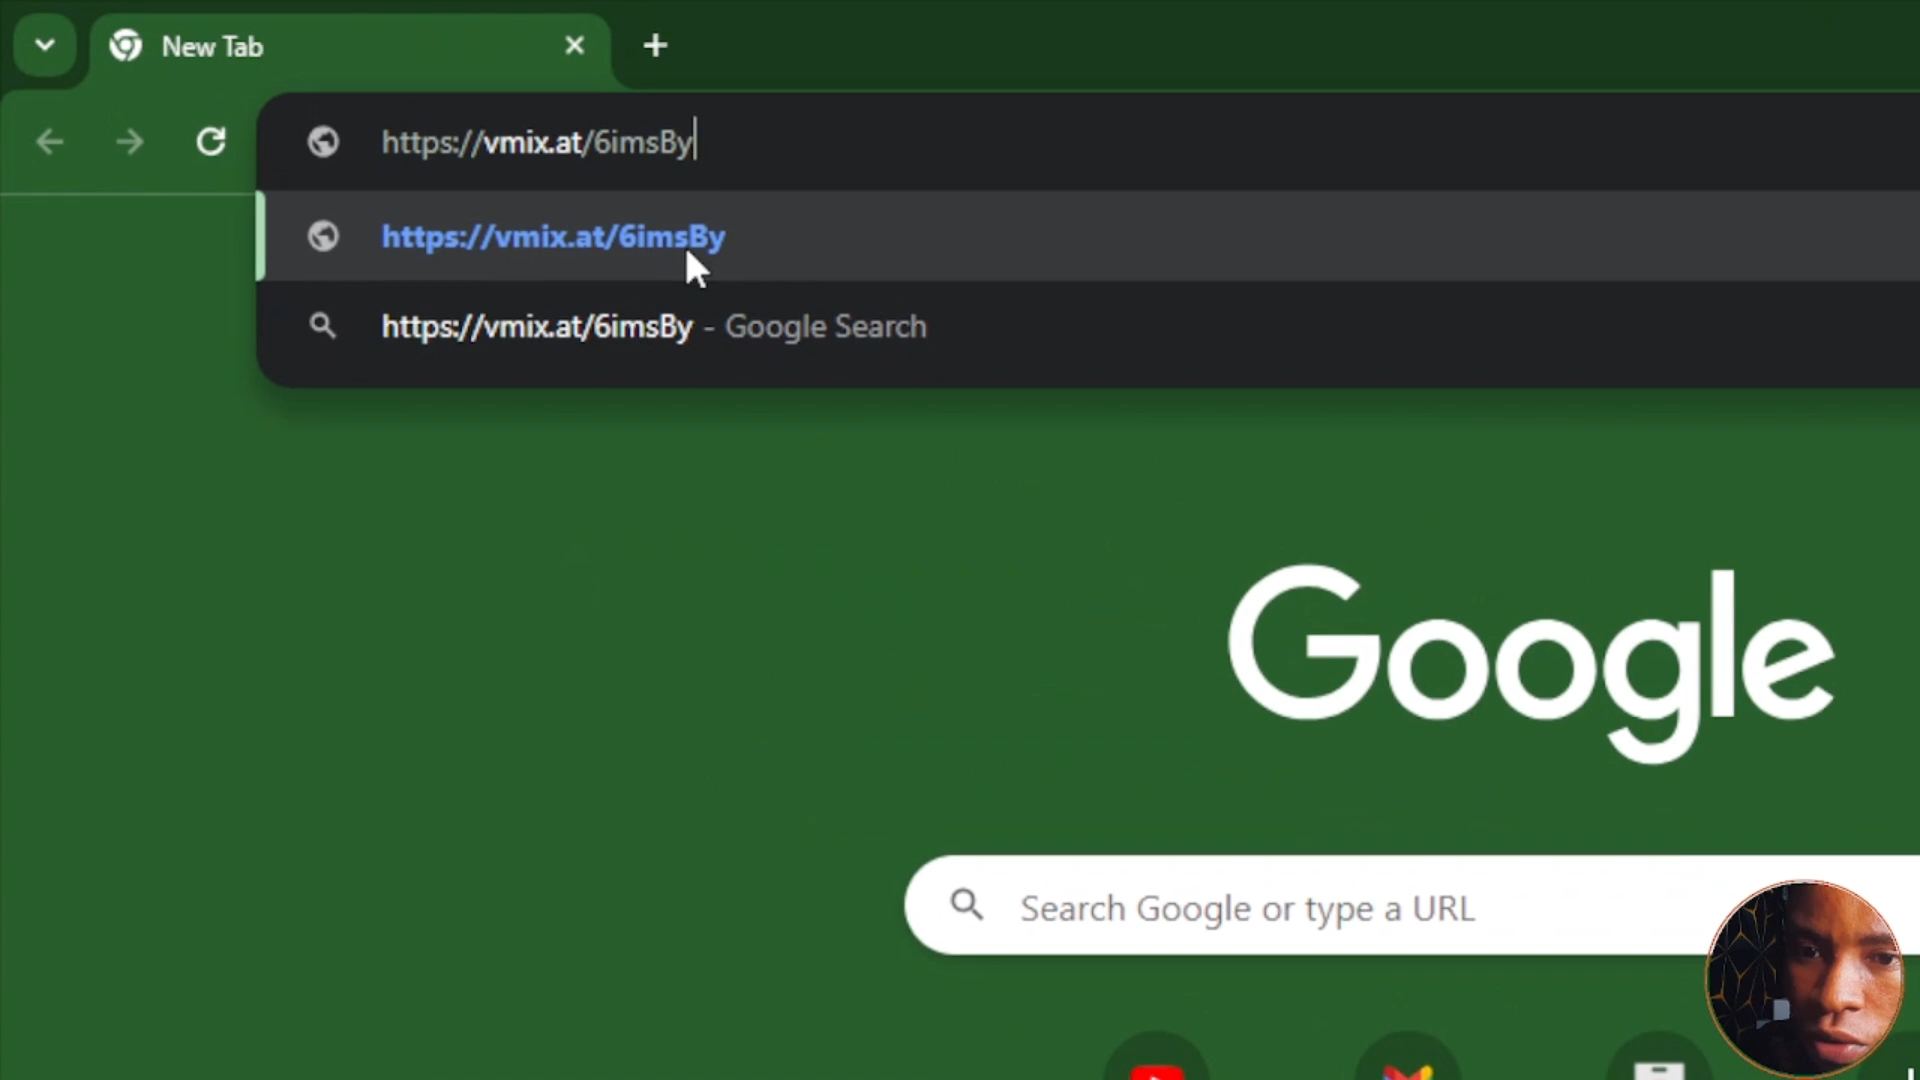 New Tab
https://vmix.at/6imsBy
https://vmix.at/6imsBy
https://vmix.at/6imsBy - Google Search
Google
Search Google or type a URL